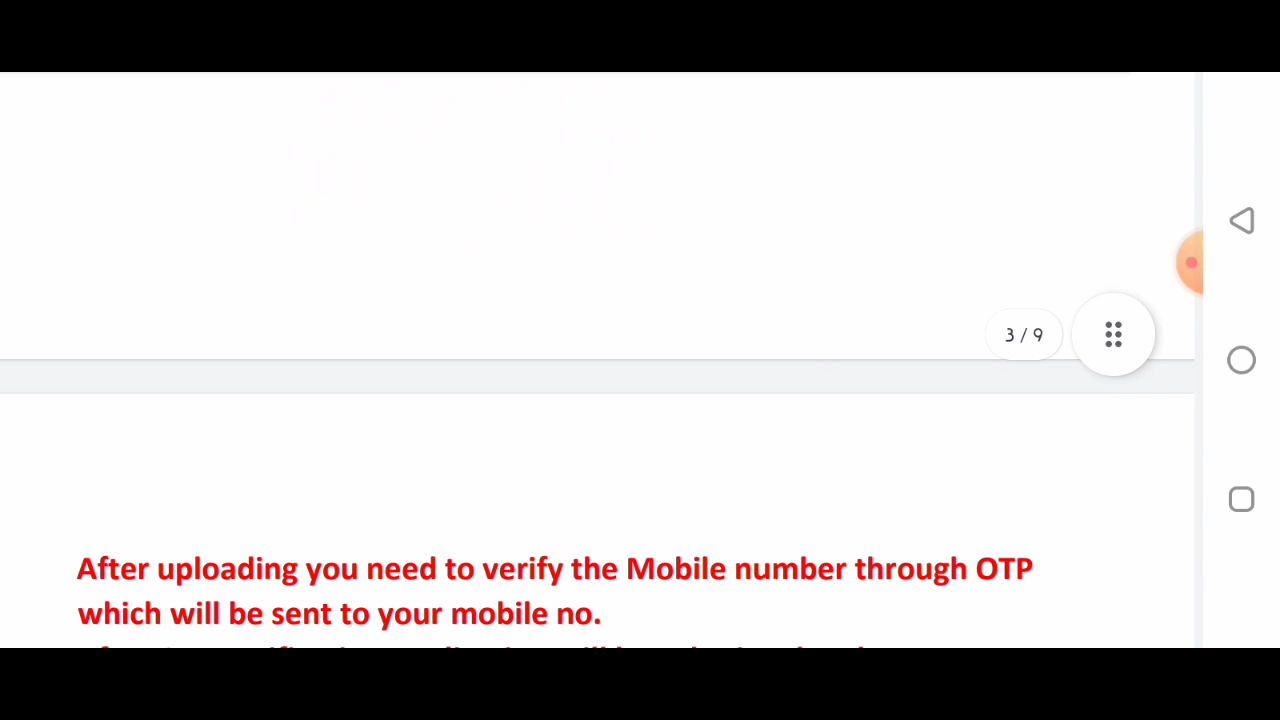 3 / 9
After uploading you need to verify the Mobile number through OTP
which will be sent to your mobile no.